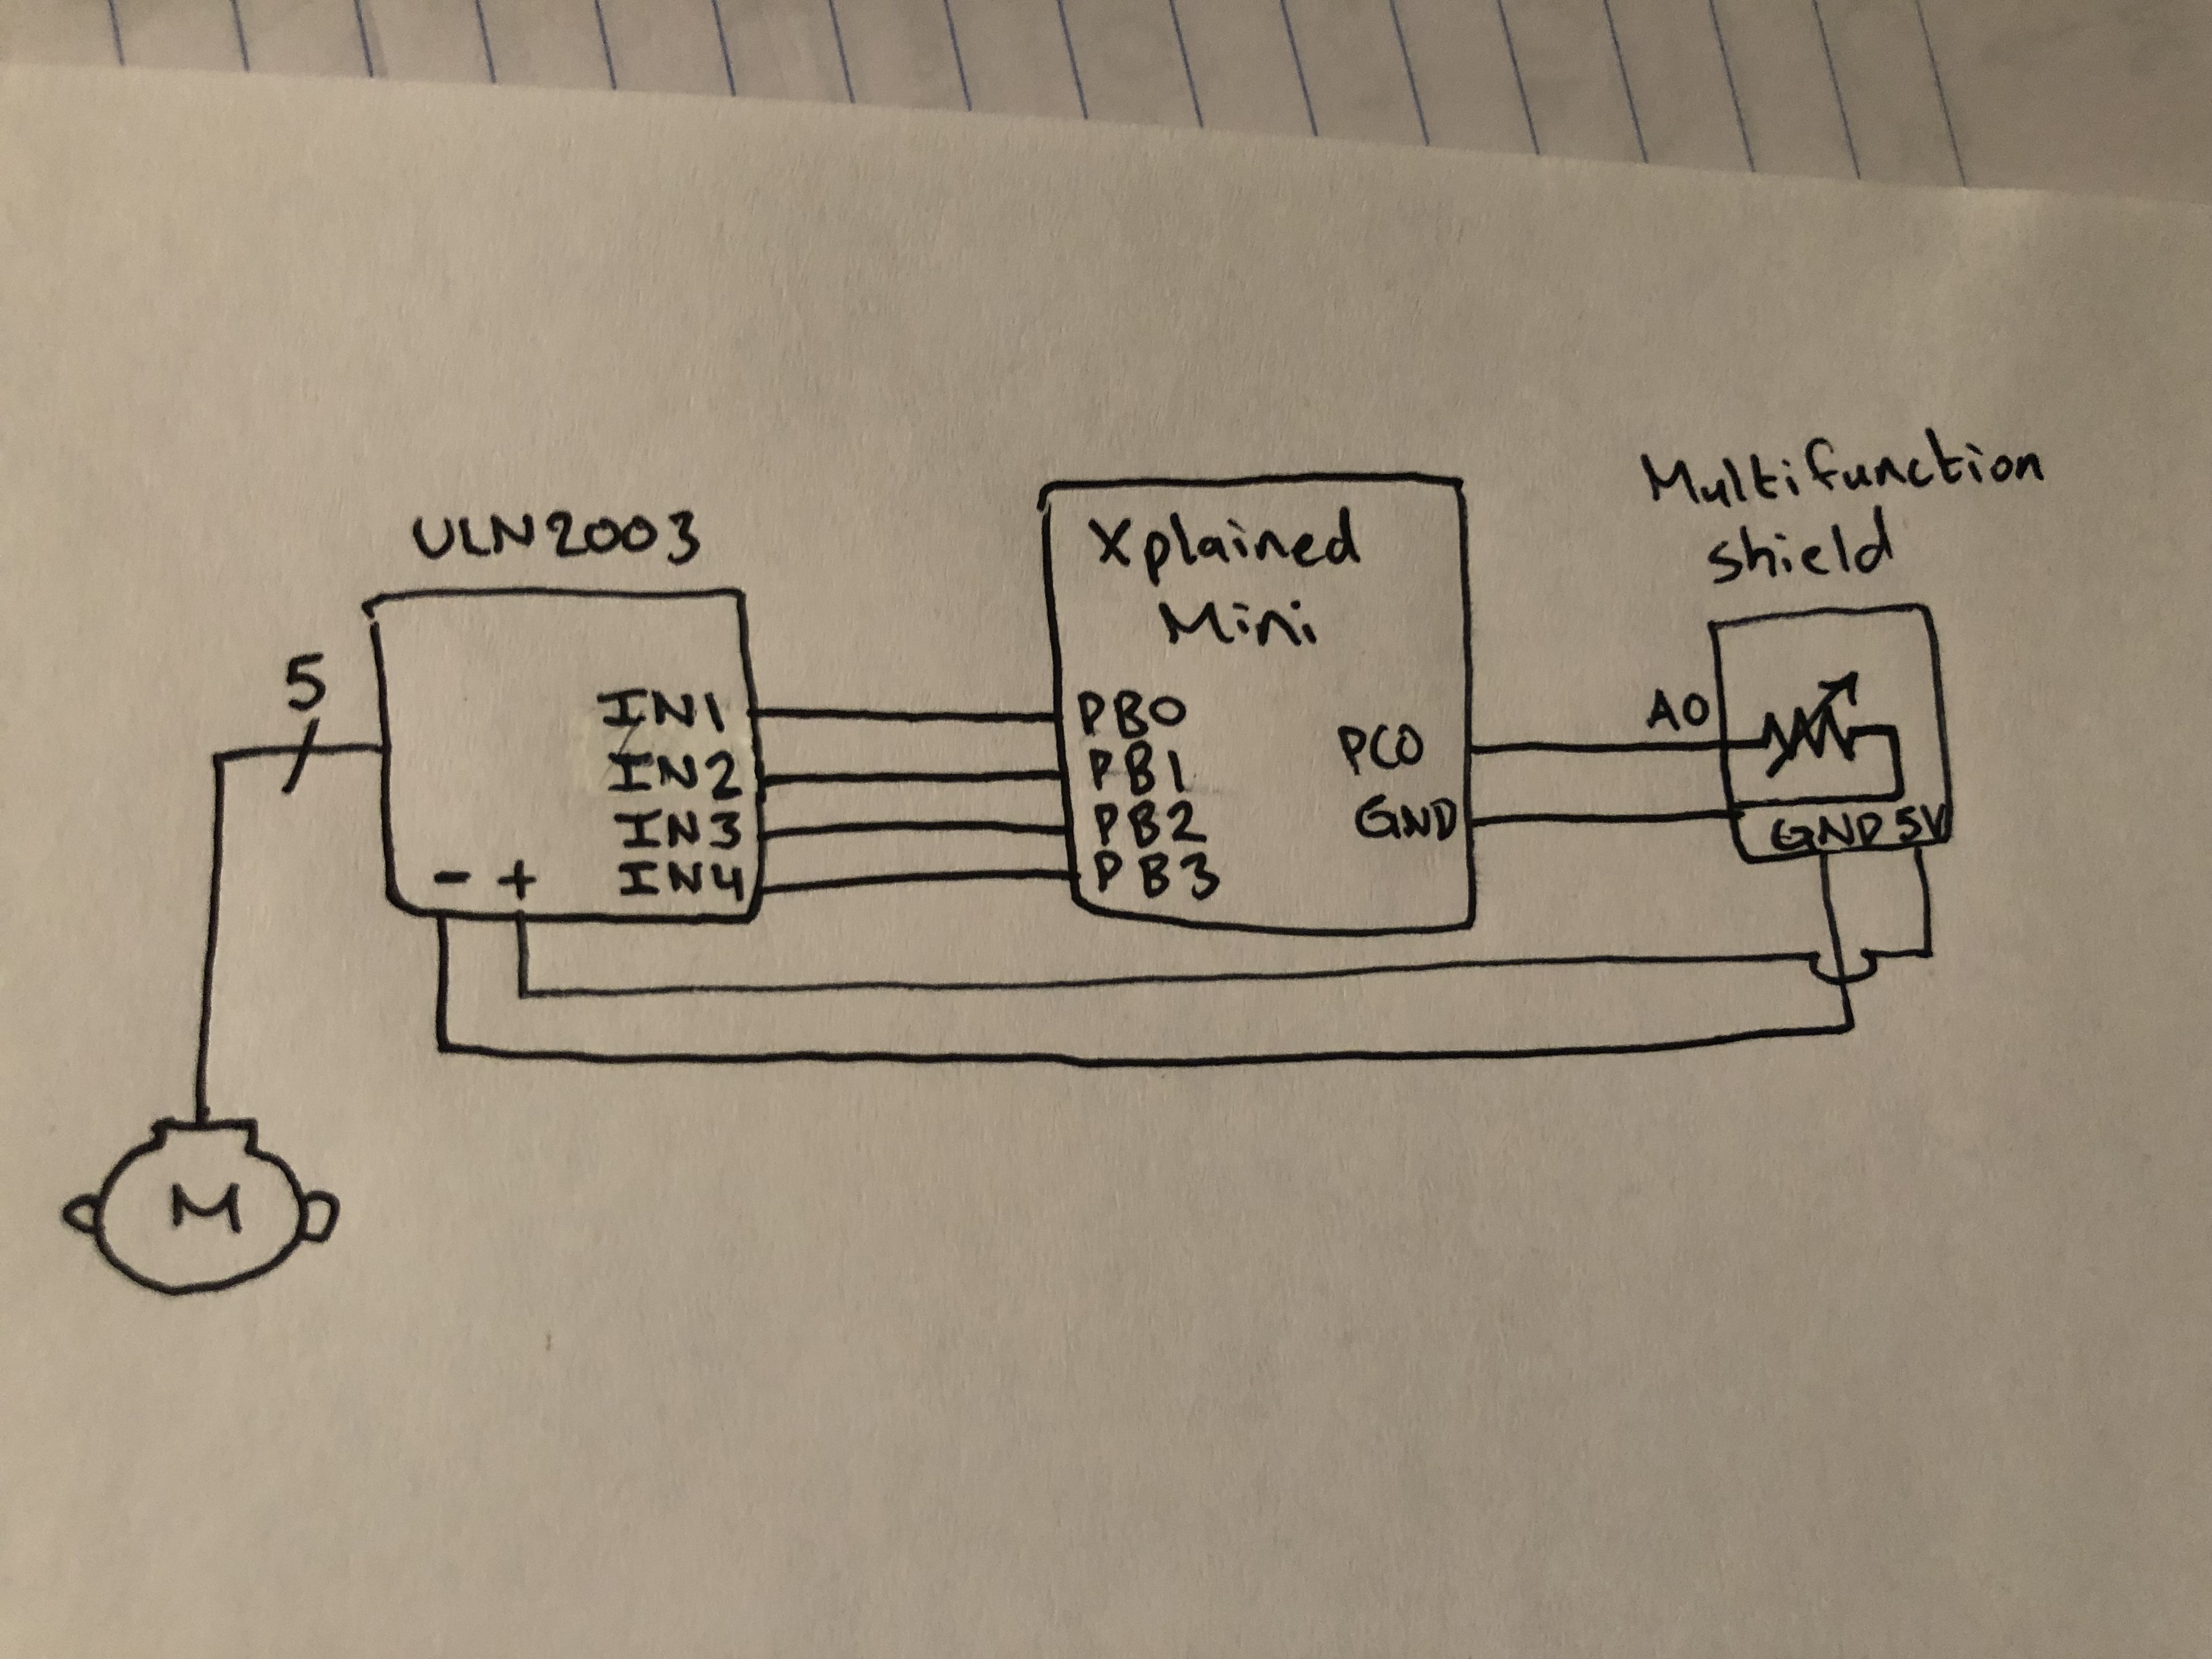 Multifunction
shield
ULN2003
Xplained
Mini
5
IN1
IN2
IN3
IN4
- +
PB0
PB1
PB2
PB3
PC0
GND
A0
GND 5V
M